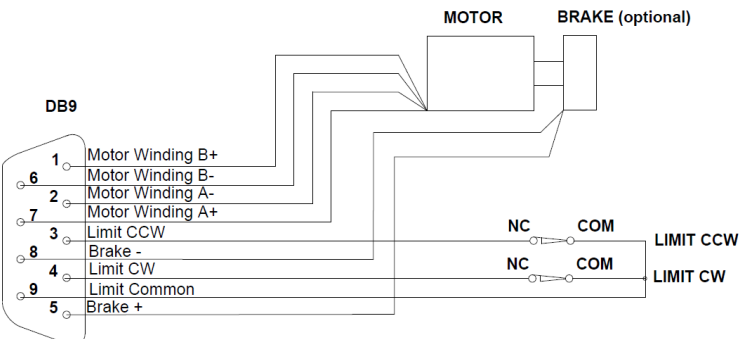 MOTOR BRAKE (optional)
DB9
1 Motor Winding B+
6 Motor Winding B-
2 Motor Winding A-
7 Motor Winding A+
3 Limit CCW NC COM LIMIT CCW
8 Brake -
4 Limit CW NC COM LIMIT CW
9 Limit Common
5 Brake +